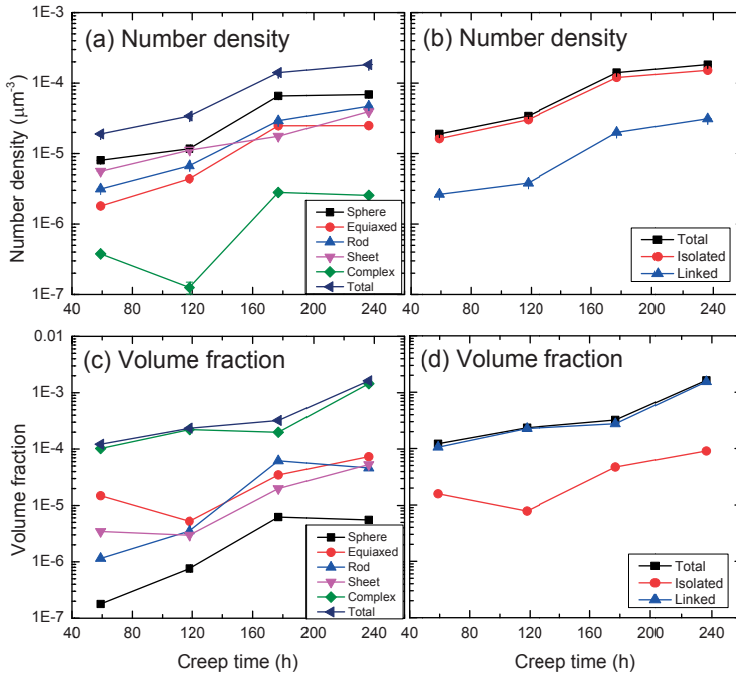 (a) Number density
(b) Number density
Number density (μm⁻³)
1E-3
1E-4
1E-5
1E-6
1E-7
Sphere
Equiaxed
Rod
Sheet
Complex
Total
Total
Isolated
Linked
40 80 120 160 200 240
40 80 120 160 200 240
(c) Volume fraction
(d) Volume fraction
Volume fraction
0.01
1E-3
1E-4
1E-5
1E-6
1E-7
Sphere
Equiaxed
Rod
Sheet
Complex
Total
Total
Isolated
Linked
40 80 120 160 200 240
40 80 120 160 200 240
Creep time (h)
Creep time (h)